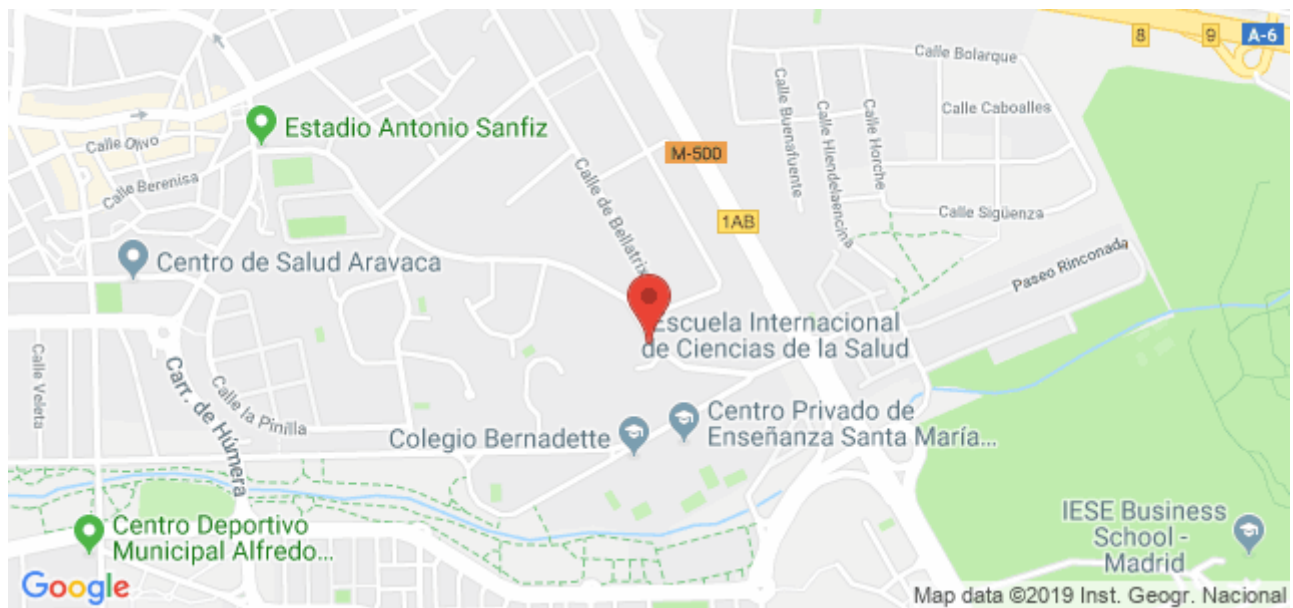 8
9
A-6
Calle Bolarque
Calle Caboalles
Calle Buenafuente
Calle Hiendelaencina
Calle Horche
Calle Sigüenza
Estadio Antonio Sanfiz
Calle Olivo
Calle Berenisa
M-500
1AB
Calle de Bellatrix
Paseo Rinconada
Centro de Salud Aravaca
Escuela Internacional
de Ciencias de la Salud
Calle Veleta
Carr. de Húmera
Calle la Pinilla
Colegio Bernadette
Centro Privado de
Enseñanza Santa María...
Centro Deportivo
Municipal Alfredo...
IESE Business
School -
Madrid
Google
Map data ©2019 Inst. Geogr. Nacional